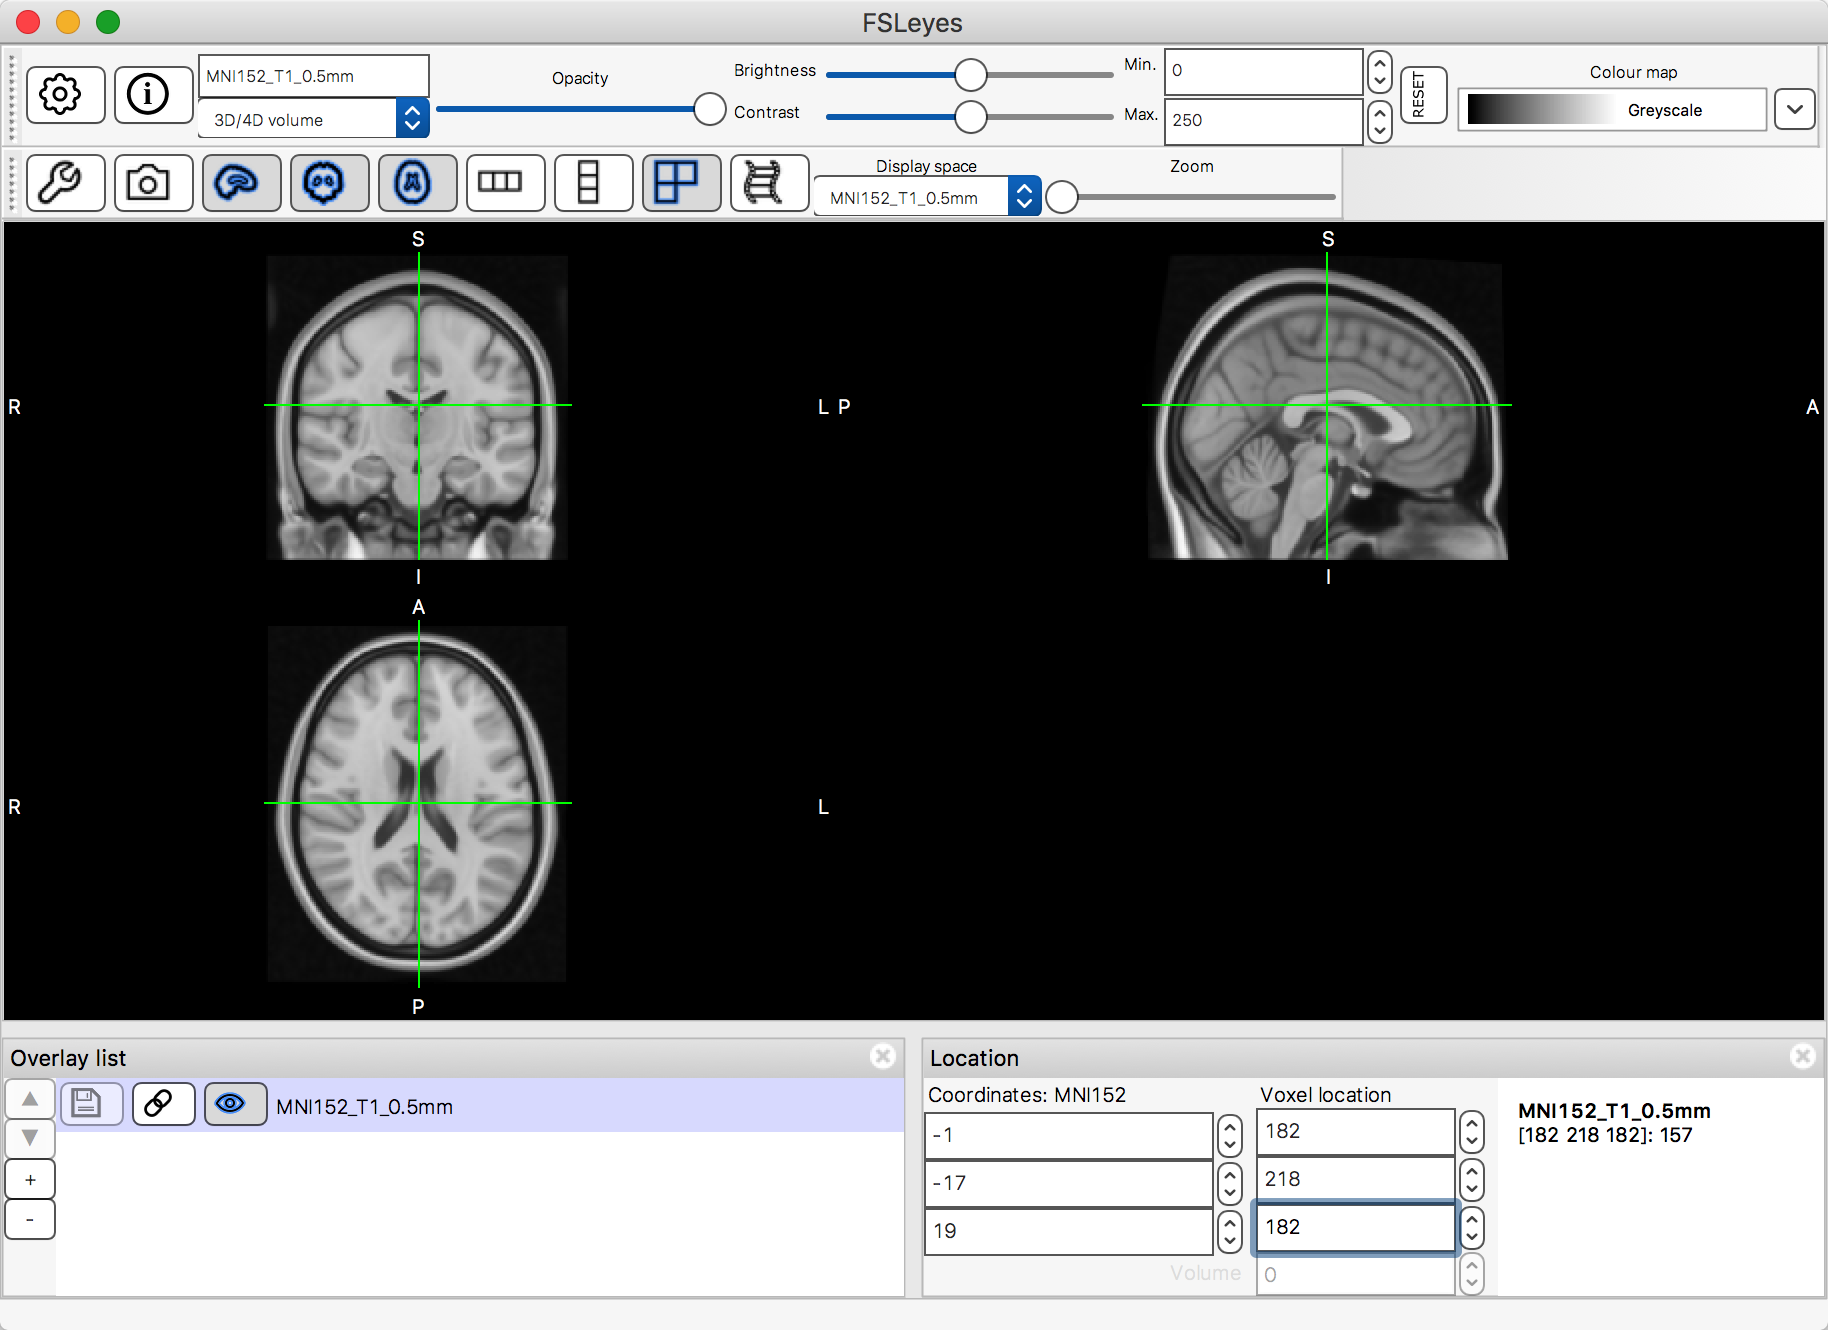 FSLeyes
MNI152_T1_0.5mm
3D/4D volume
Opacity
Brightness
Contrast
Min.
0
Max.
250
RESET
Colour map
Greyscale
Display space
MNI152_T1_0.5mm
Zoom
S
S
R
L P
A
I
I
A
R
L
P
Overlay list
MNI152_T1_0.5mm
+
-
Location
Coordinates: MNI152
-1
-17
19
Volume
Voxel location
182
218
182
0
MNI152_T1_0.5mm
[182 218 182]: 157